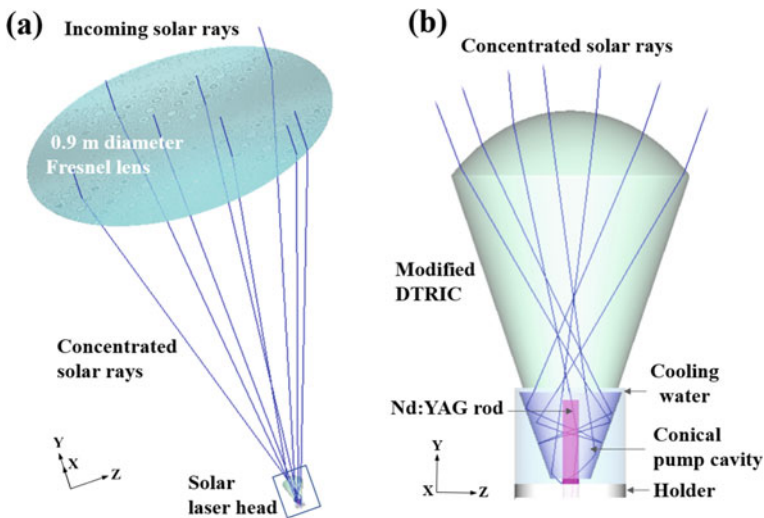 (a)
Incoming solar rays
0.9 m diameter
Fresnel lens
Concentrated
solar rays
Y
X
Z
Solar
laser head
(b)
Concentrated solar rays
Modified
DTRIC
Cooling
water
Nd:YAG rod
Conical
pump cavity
Y
X
Z
Holder